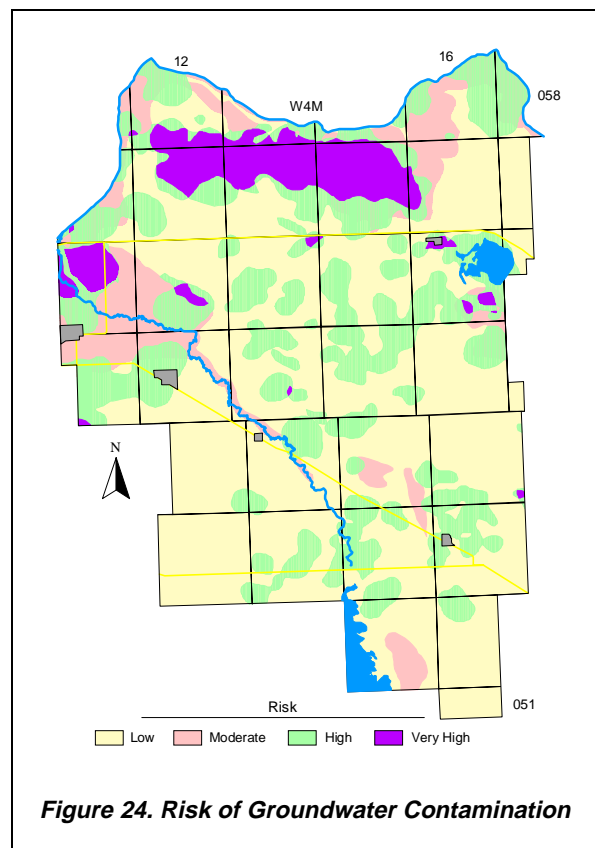 12
16
058
W4M
N
051
Risk
Low Moderate High Very High
Figure 24. Risk of Groundwater Contamination